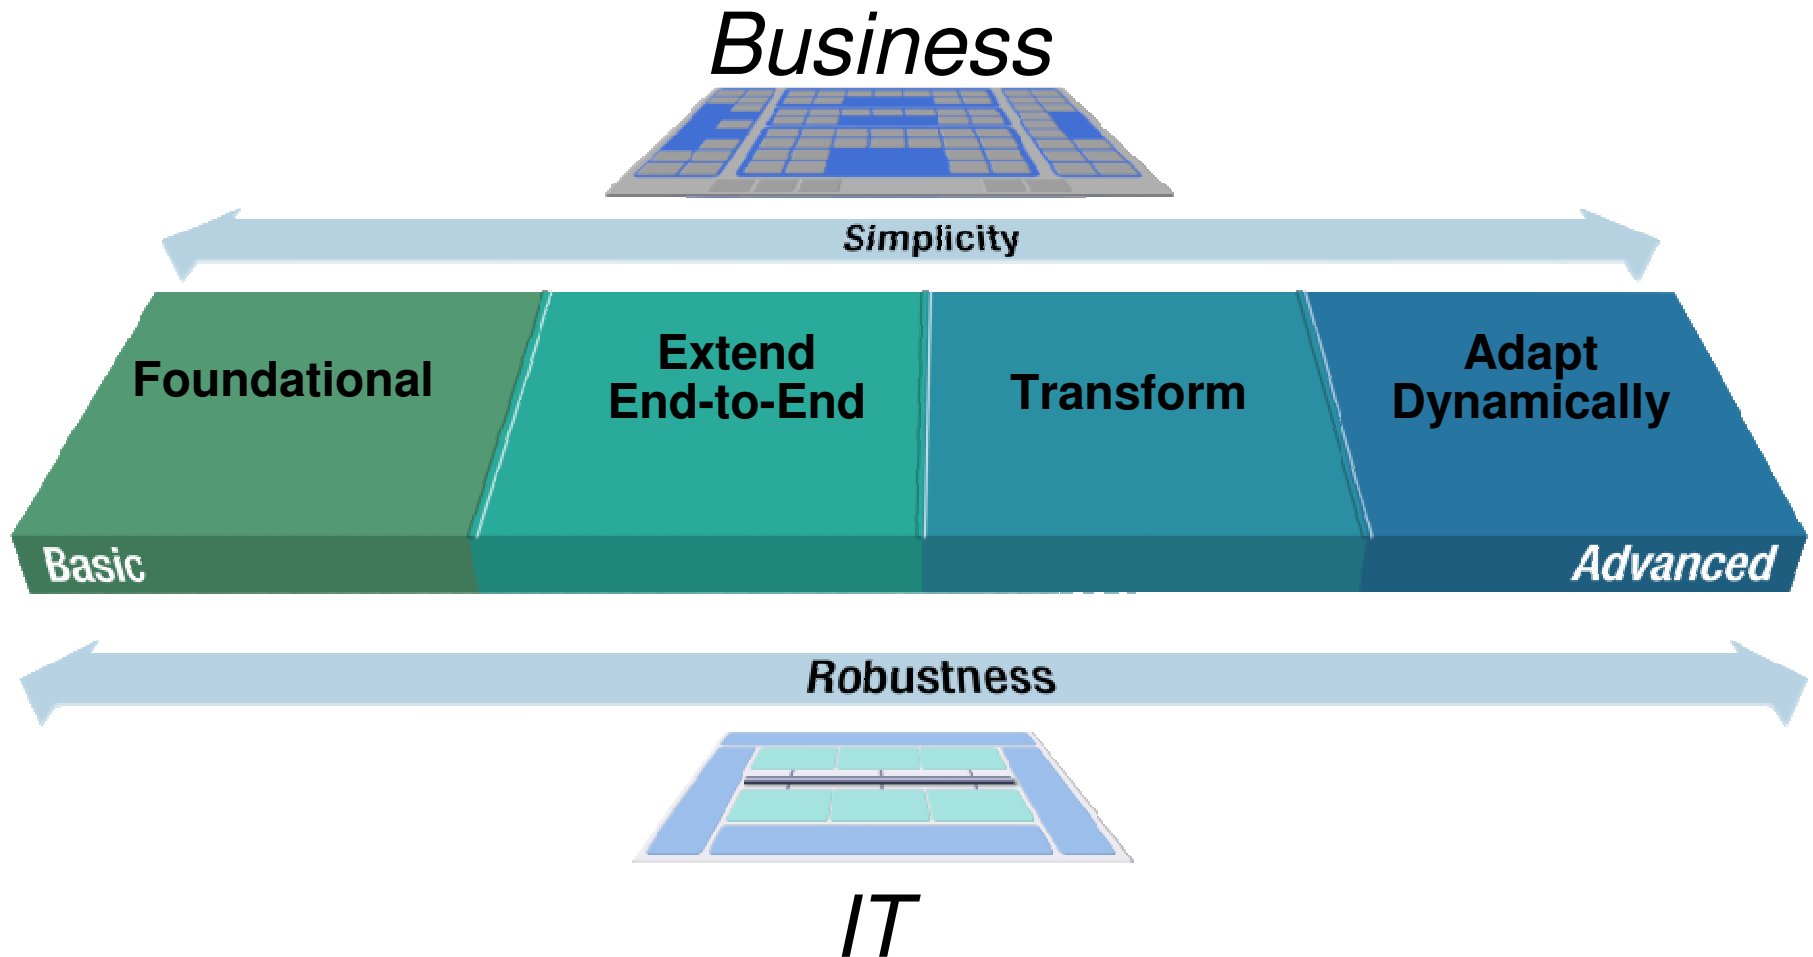 Business
Simplicity
Foundational
Extend
End-to-End
Transform
Adapt
Dynamically
Basic
Advanced
Robustness
IT